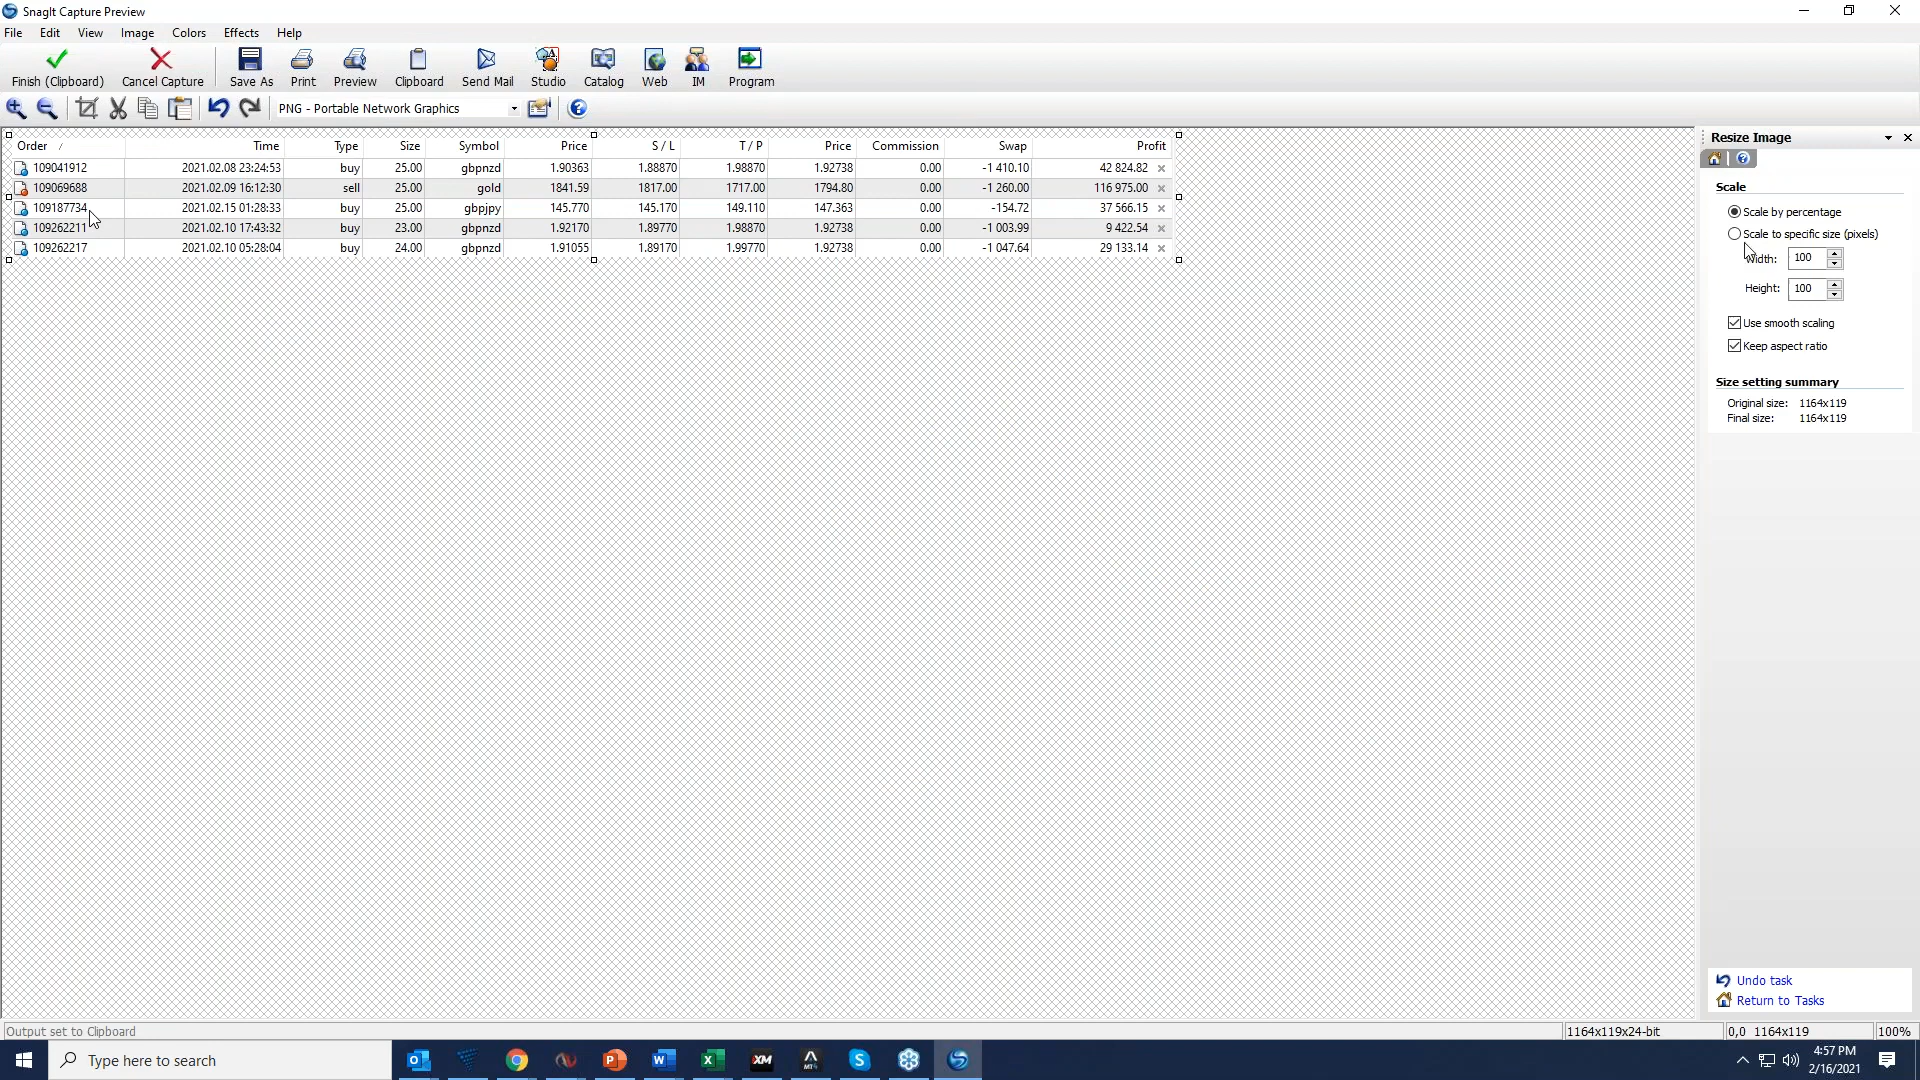 SnagIt Capture Preview
File Edit View Image Colors Effects Help
Finish (Clipboard) Cancel Capture Save As Print Preview Clipboard Send Mail Studio Catalog Web IM Program
PNG - Portable Network Graphics
Order / Time Type Size Symbol Price S / L T / P Price Commission Swap Profit
109041912 2021.02.08 23:24:53 buy 25.00 gbpnzd 1.90363 1.88870 1.98870 1.92738 0.00 -1 410.10 42 824.82
109069688 2021.02.09 16:12:30 sell 25.00 gold 1841.59 1817.00 1717.00 1794.80 0.00 -1 260.00 116 975.00
109187734 2021.02.15 01:28:33 buy 25.00 gbpjpy 145.770 145.170 149.110 147.363 0.00 -154.72 37 566.15
109262211 2021.02.10 17:43:32 buy 23.00 gbpnzd 1.92170 1.89770 1.98870 1.92738 0.00 -1 003.99 9 422.54
109262217 2021.02.10 05:28:04 buy 24.00 gbpnzd 1.91055 1.89170 1.99770 1.92738 0.00 -1 047.64 29 133.14
Resize Image
Scale
Scale by percentage
Scale to specific size (pixels)
Width: 100
Height: 100
Use smooth scaling
Keep aspect ratio
Size setting summary
Original size: 1164x119
Final size: 1164x119
Undo task
Return to Tasks
Output set to Clipboard 1164x119x24-bit 0,0 1164x119 100%
Type here to search
XM
MT4
4:57 PM
2/16/2021